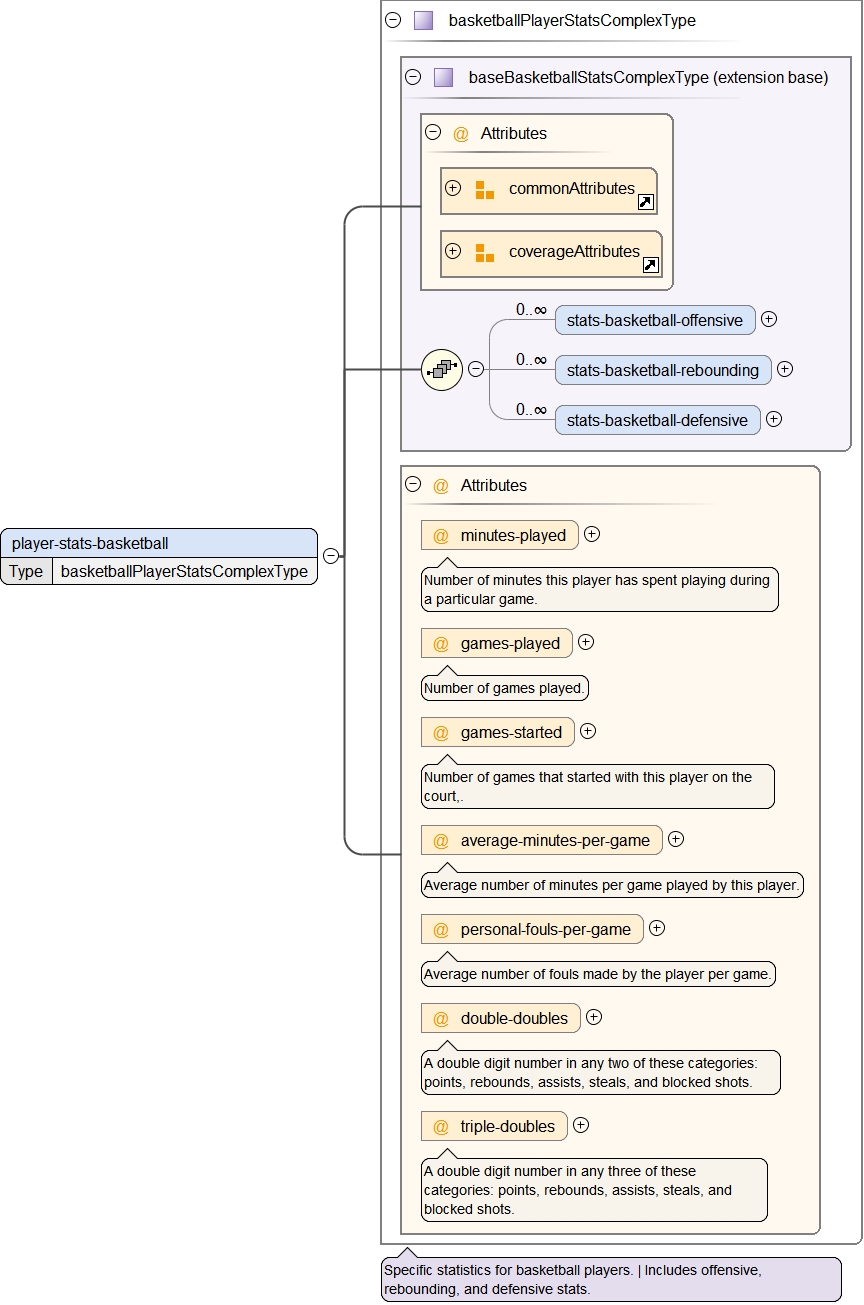 basketballPlayerStatsComplexType
baseBasketballStatsComplexType (extension base)
@ Attributes
commonAttributes
coverageAttributes
0..∞
stats-basketball-offensive
0..∞
stats-basketball-rebounding
0..∞
stats-basketball-defensive
player-stats-basketball
Type basketballPlayerStatsComplexType
@ Attributes
@ minutes-played
Number of minutes this player has spent playing during
a particular game.
@ games-played
Number of games played.
@ games-started
Number of games that started with this player on the
court,.
@ average-minutes-per-game
Average number of minutes per game played by this player.
@ personal-fouls-per-game
Average number of fouls made by the player per game.
@ double-doubles
A double digit number in any two of these categories:
points, rebounds, assists, steals, and blocked shots.
@ triple-doubles
A double digit number in any three of these
categories: points, rebounds, assists, steals, and
blocked shots.
Specific statistics for basketball players. | Includes offensive,
rebounding, and defensive stats.